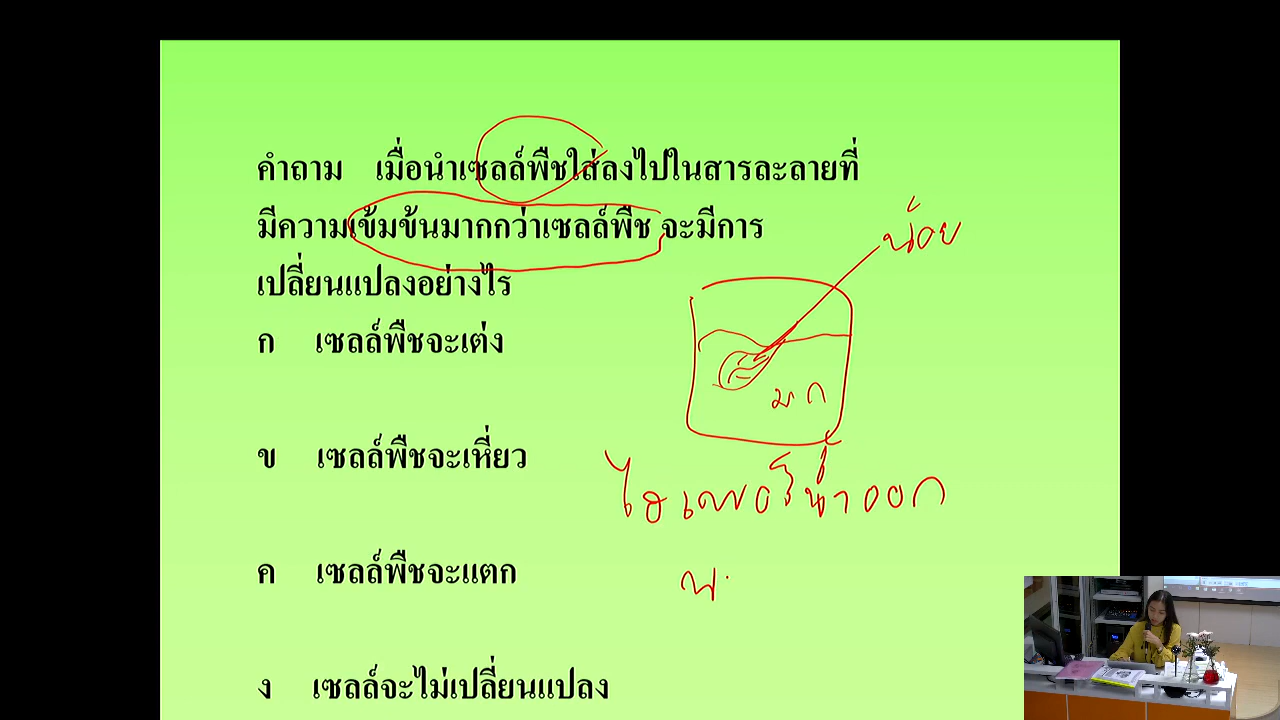 คำถาม เมื่อนำเซลล์พืชใส่ลงไปในสารละลายที่
มีความเข้มข้นมากกว่าเซลล์พืช จะมีการ
เปลี่ยนแปลงอย่างไร
น้อย
ก เซลล์พืชจะเต่ง
มาก
ข เซลล์พืชจะเหี่ยว
ไฮเพอร์น้ำออก
ค เซลล์พืชจะแตก
ง เซลล์จะไม่เปลี่ยนแปลง